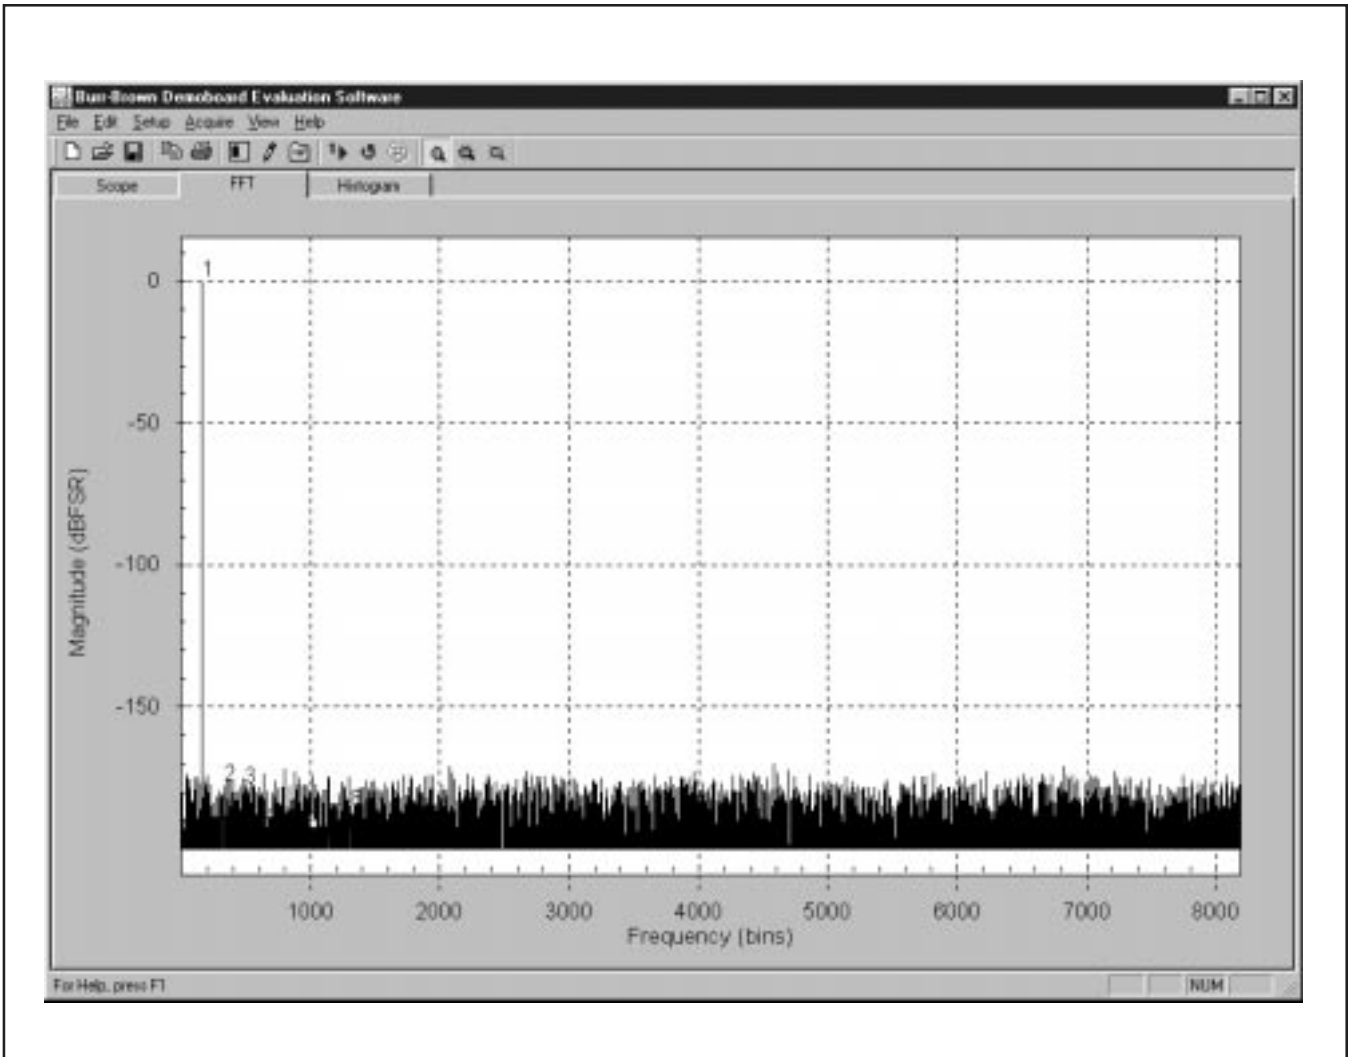 Burr-Brown Demoboard Evaluation Software
File Edit Setup Acquire View Help
Scope FFT Histogram
1
0
-50
-100
-150
Magnitude (dBFSR)
2 3
1000 2000 3000 4000 5000 6000 7000 8000
Frequency (bins)
For Help, press F1
NUM